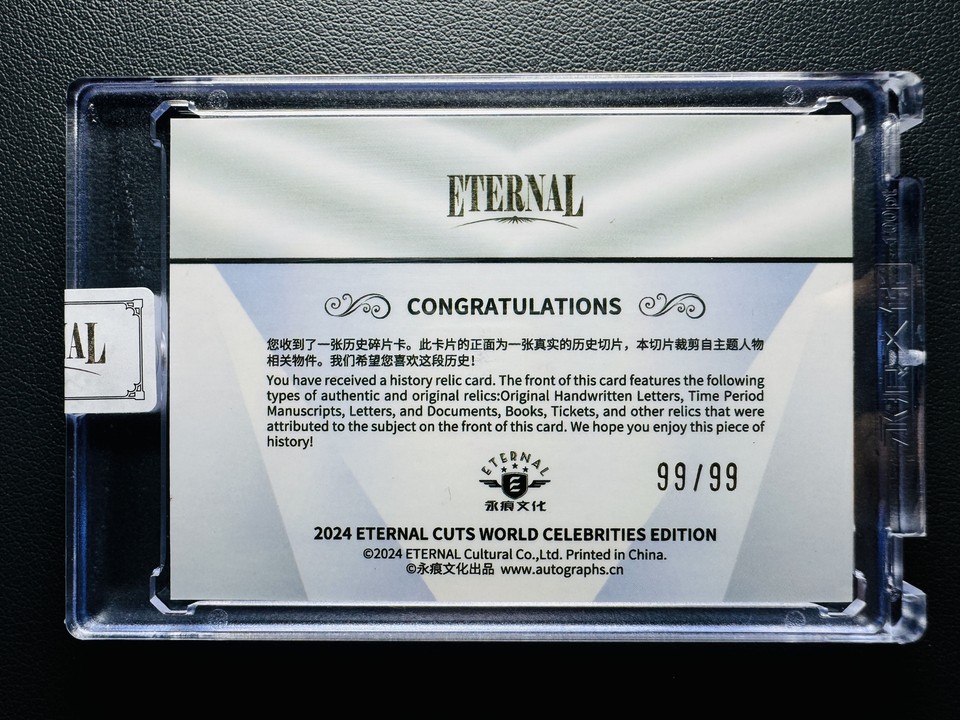 ETERNAL
CONGRATULATIONS
您收到了一张历史碎片卡。此卡片的正面为一张真实的历史切片，本切片裁剪自主题人物
相关物件。我们希望您喜欢这段历史！
You have received a history relic card. The front of this card features the following
types of authentic and original relics:Original Handwritten Letters, Time Period
Manuscripts, Letters, and Documents, Books, Tickets, and other relics that were
attributed to the subject on the front of this card. We hope you enjoy this piece of
history!
ETERNAL
永痕文化
99/99
2024 ETERNAL CUTS WORLD CELEBRITIES EDITION
©2024 ETERNAL Cultural Co.,Ltd. Printed in China.
©永痕文化出品 www.autographs.cn
NAL